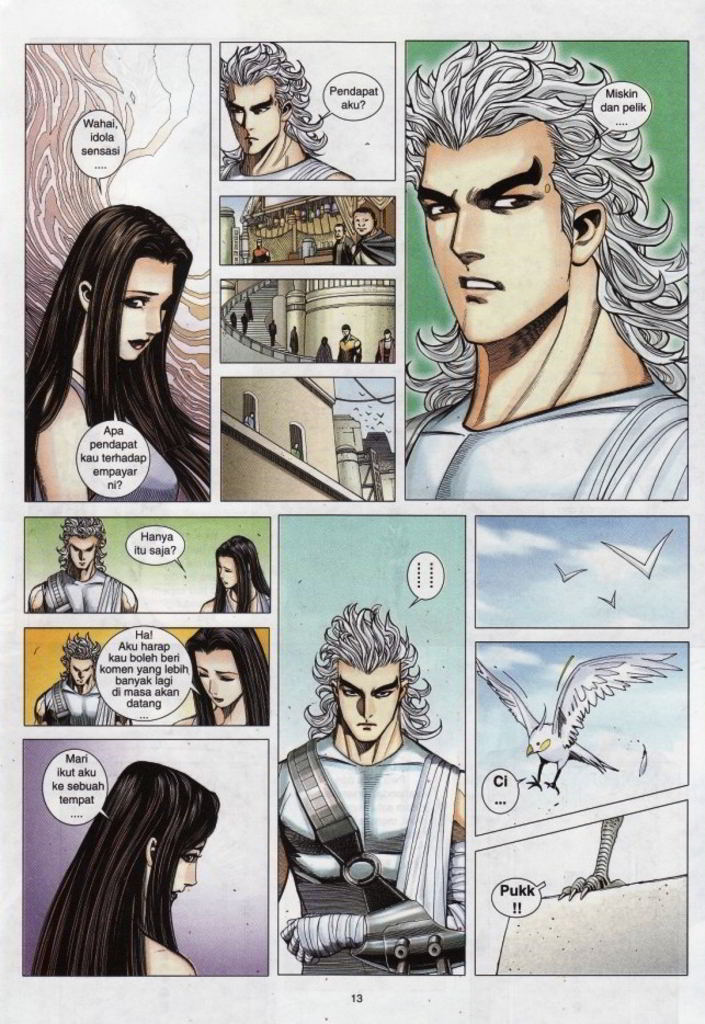 Wahai,
idola
sensasi
....
Apa
pendapat
kau terhadap
empayar
ni?
Pendapat
aku?
Miskin
dan pelik
....
Hanya
itu saja?
Ha!
Aku harap
kau boleh beri
komen yang lebih
banyak lagi
di masa akan
datang
...
Mari
ikut aku
ke sebuah
tempat
....
Ci
...
Pukk
!!
13